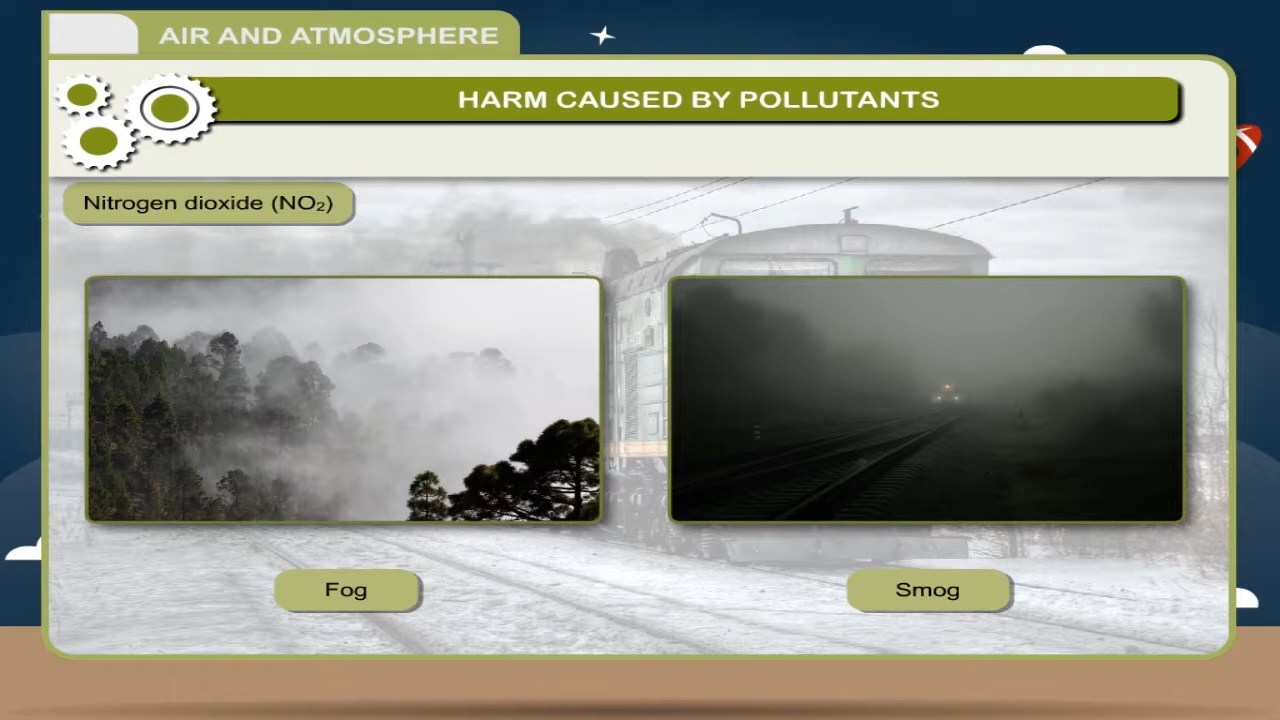 AIR AND ATMOSPHERE
HARM CAUSED BY POLLUTANTS
Nitrogen dioxide (NO₂)
Fog
Smog